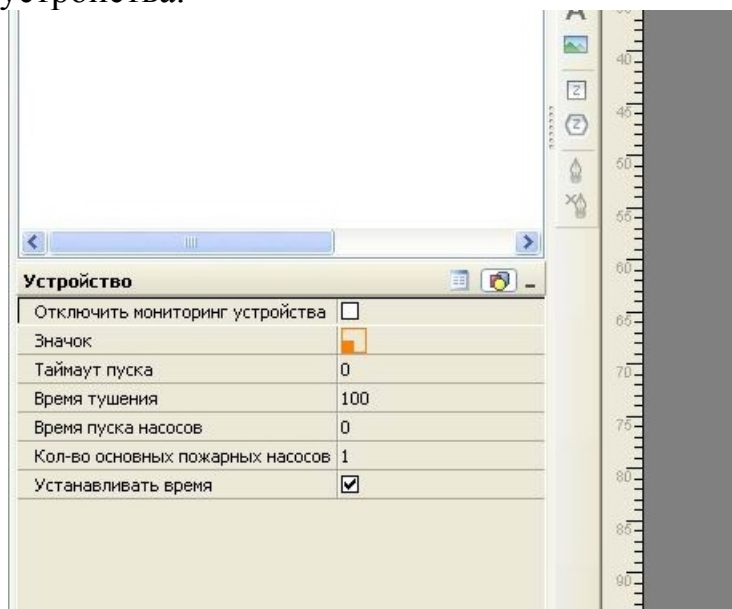 устройства.
A
40
45
50
55
60
65
70
75
80
85
90
Устройство
Отключить мониторинг устройства
Значок
Таймаут пуска 0
Время тушения 100
Время пуска насосов 0
Кол-во основных пожарных насосов 1
Устанавливать время